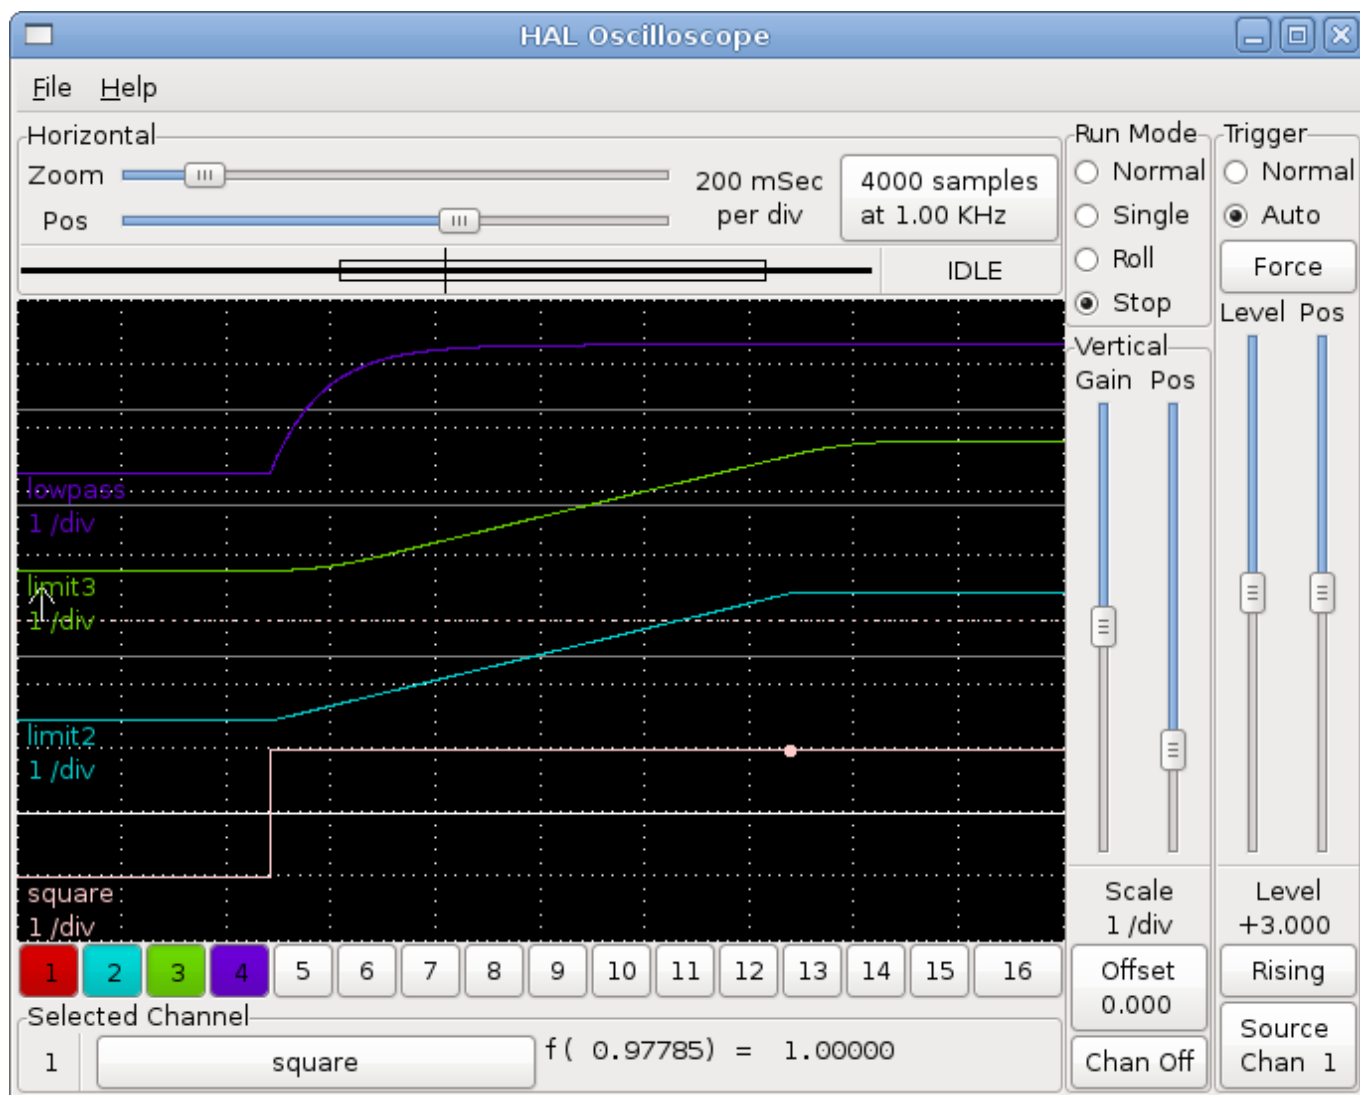 HAL Oscilloscope
File Help
Horizontal
Zoom
Pos
200 mSec
per div
4000 samples
at 1.00 KHz
IDLE
Run Mode
Normal
Single
Roll
Stop
Trigger
Normal
Auto
Force
Level Pos
Vertical
Gain Pos
lowpass
1 /div
limit3
1 /div
limit2
1 /div
square
1 /div
Scale
1 /div
Offset
0.000
Chan Off
Level
+3.000
Rising
Source
Chan 1
1 2 3 4 5 6 7 8 9 10 11 12 13 14 15 16
Selected Channel
1 square f( 0.97785) = 1.00000